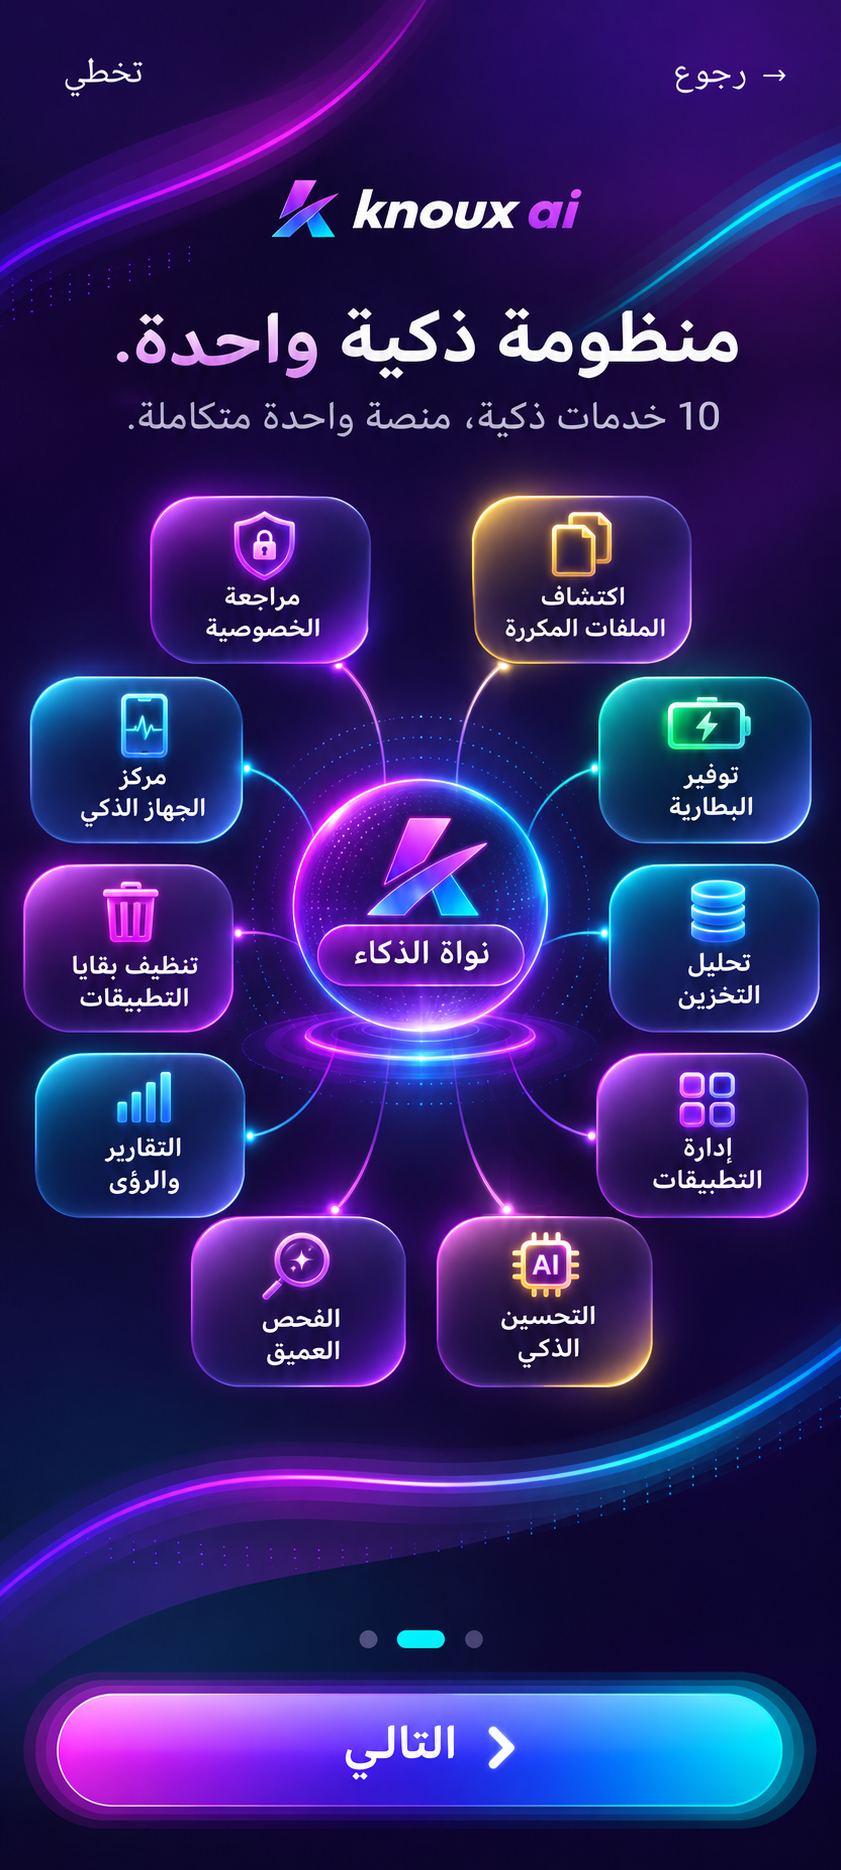 → رجوع
تخطي
knoux ai
منظومة ذكية واحدة.
10 خدمات ذكية، منصة واحدة متكاملة.
اكتشاف
الملفات المكررة
مراجعة
الخصوصية
توفير
البطارية
مركز
الجهاز الذكي
تحليل
التخزين
نواة الذكاء
تنظيف بقايا
التطبيقات
إدارة
التطبيقات
التقارير
والرؤى
AI
التحسين
الذكي
الفحص
العميق
التالي